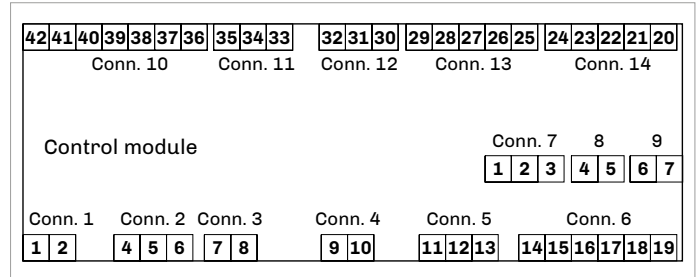 42 41 40 39 38 37 36 35 34 33 32 31 30 29 28 27 26 25 24 23 22 21 20
Conn. 10 Conn. 11 Conn. 12 Conn. 13 Conn. 14
Control module
Conn. 7 8 9
1 2 3 4 5 6 7
Conn. 1 Conn. 2 Conn. 3 Conn. 4 Conn. 5 Conn. 6
1 2 4 5 6 7 8 9 10 11 12 13 14 15 16 17 18 19